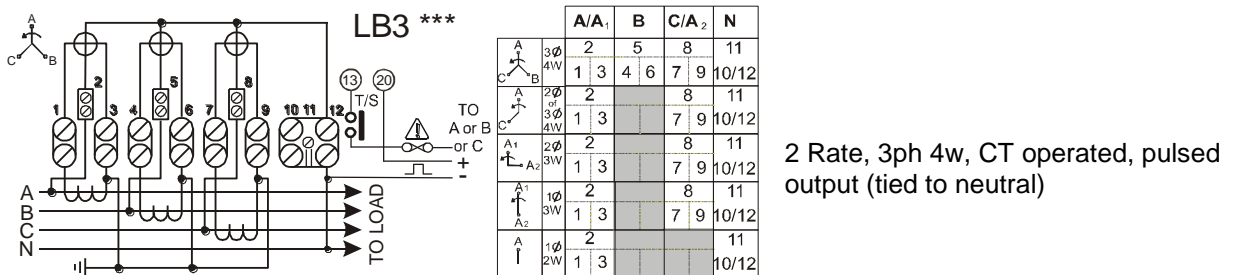 LB3 ***
A
C B
13 20
T/S
2 5 8
1 3 4 6 7 9 10 11 12
TO
A or B
or C
+
-
A
B
C
N
TO LOAD
A/A₁ B C/A₂ N
A
C B
3Ø
4W
2 5 8 11
1 3 4 6 7 9 10/12
A
C
2Ø
of
3Ø
4W
2 8 11
1 3 7 9 10/12
A1
A2
2Ø
3W
2 8 11
1 3 7 9 10/12
A1
A2
1Ø
3W
2 8 11
1 3 7 9 10/12
A
1Ø
2W
2 11
1 3 10/12
2 Rate, 3ph 4w, CT operated, pulsed
output (tied to neutral)